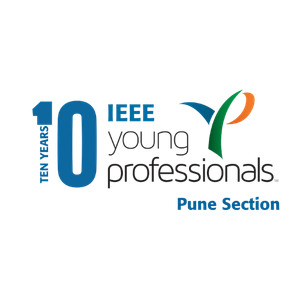 TEN YEARS
10
IEEE
young
professionals
Pune Section